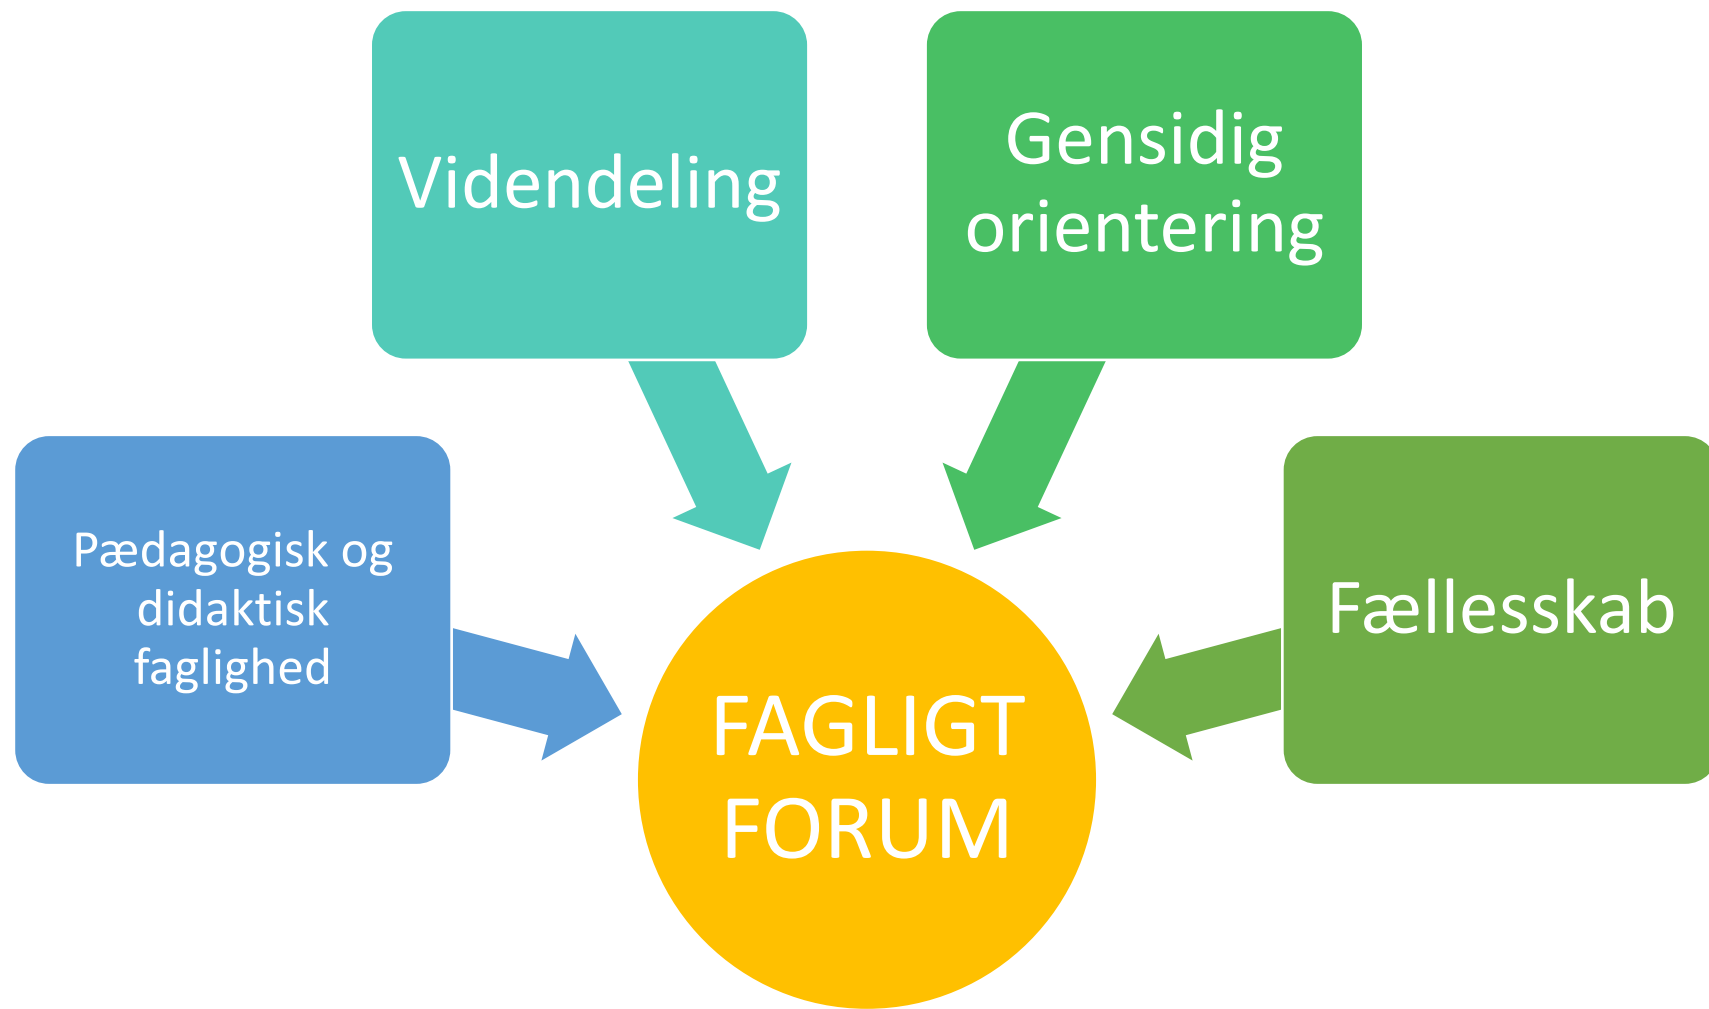 Videndeling
Gensidig
orientering
Pædagogisk og
didaktisk
faglighed
Fællesskab
FAGLIGT
FORUM